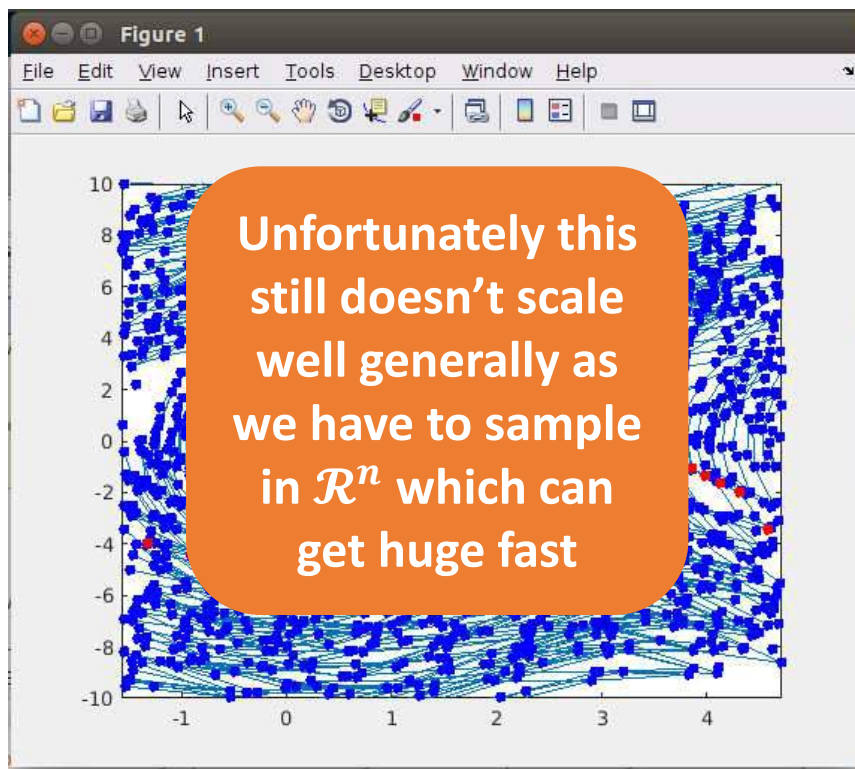 Figure 1
File Edit View Insert Tools Desktop Window Help
10
8
6
4
2
0
-2
-4
-6
-8
-10
-1 0 1 2 3 4
Unfortunately this
still doesn’t scale
well generally as
we have to sample
in 𝓡ⁿ which can
get huge fast